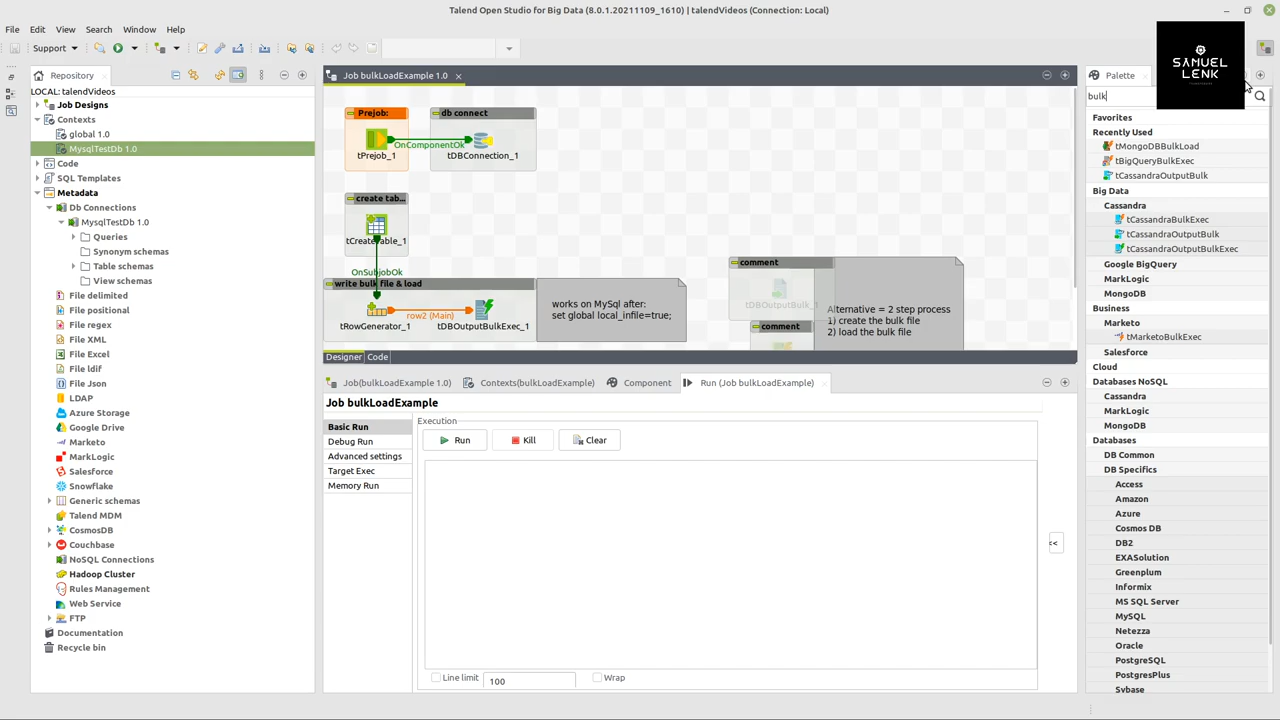 Talend Open Studio for Big Data (8.0.1.20211109_1610) | talendVideos (Connection: LOCAL)
File Edit View Search Window Help
Support
SAMUEL
LENK
Repository
LOCAL: talendVideos
Job Designs
Contexts
global 1.0
MysqlTestDb 1.0
Code
SQL Templates
Metadata
Db Connections
MysqlTestDb 1.0
Queries
Synonym schemas
Table schemas
View schemas
File delimited
File positional
File regex
File XML
File Excel
File ldif
File Json
LDAP
Azure Storage
Google Drive
Marketo
MarkLogic
Salesforce
Snowflake
Generic schemas
Talend MDM
CosmosDB
Couchbase
NoSQL Connections
Hadoop Cluster
Rules Management
Web Service
FTP
Documentation
Recycle bin
Job bulkLoadExample 1.0
Prejob:
db connect
OnComponentOk
tPrejob_1
tDBConnection_1
create tab...
tCreateTable_1
OnSubjobOk
write bulk file & load
row2 (Main)
tRowGenerator_1
tDBOutputBulkExec_1
works on MySql after:
set global local_infile=true;
comment
tDBOutputBulk_1
comment
Alternative = 2 step process
1) create the bulk file
2) load the bulk file
Designer Code
Job(bulkLoadExample 1.0)
Contexts(bulkLoadExample)
Component
Run (Job bulkLoadExample)
Job bulkLoadExample
Basic Run
Debug Run
Advanced settings
Target Exec
Memory Run
Execution
Run
Kill
Clear
<<
Line limit
100
Wrap
Palette
bulk
Favorites
Recently Used
tMongoDBBulkLoad
tBigQueryBulkExec
tCassandraOutputBulk
Big Data
Cassandra
tCassandraBulkExec
tCassandraOutputBulk
tCassandraOutputBulkExec
Google BigQuery
MarkLogic
MongoDB
Business
Marketo
tMarketoBulkExec
Salesforce
Cloud
Databases NoSQL
Cassandra
MarkLogic
MongoDB
Databases
DB Common
DB Specifics
Access
Amazon
Azure
Cosmos DB
DB2
EXASolution
Greenplum
Informix
MS SQL Server
MySQL
Netezza
Oracle
PostgreSQL
PostgresPlus
Sybase